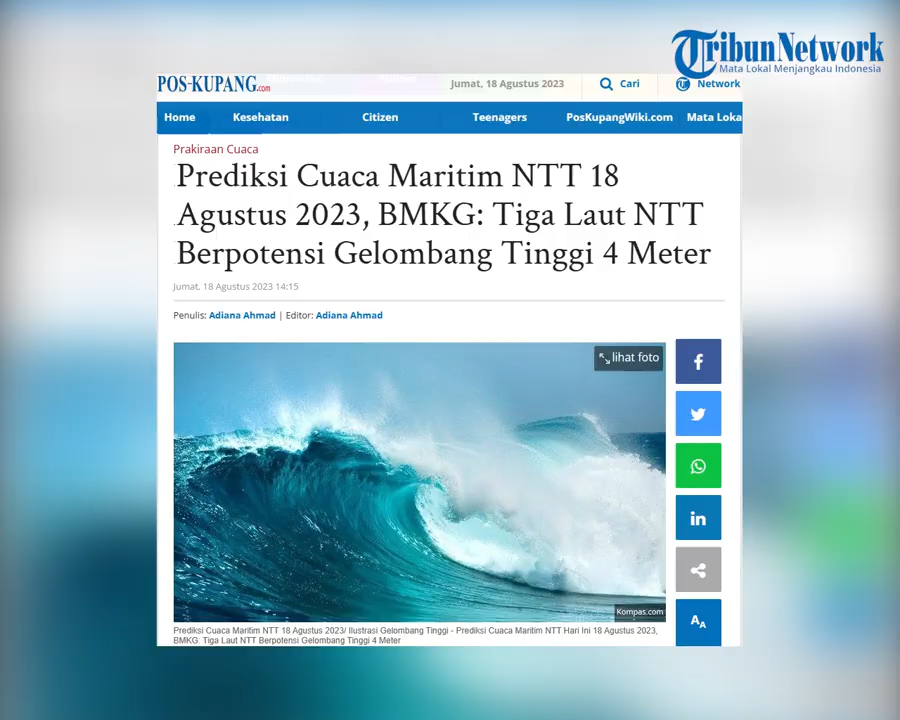 Tribun Network
Mata Lokal Menjangkau Indonesia
POS-KUPANG.com
Jumat, 18 Agustus 2023
Cari
Network
Home
Kesehatan
Citizen
Teenagers
PosKupangWiki.com
Mata Loka
Prakiraan Cuaca
Prediksi Cuaca Maritim NTT 18
Agustus 2023, BMKG: Tiga Laut NTT
Berpotensi Gelombang Tinggi 4 Meter
Jumat, 18 Agustus 2023 14:15
Penulis: Adiana Ahmad | Editor: Adiana Ahmad
lihat foto
Kompas.com
Prediksi Cuaca Maritim NTT 18 Agustus 2023/ Ilustrasi Gelombang Tinggi - Prediksi Cuaca Maritim NTT Hari Ini 18 Agustus 2023,
BMKG: Tiga Laut NTT Berpotensi Gelombang Tinggi 4 Meter
AA